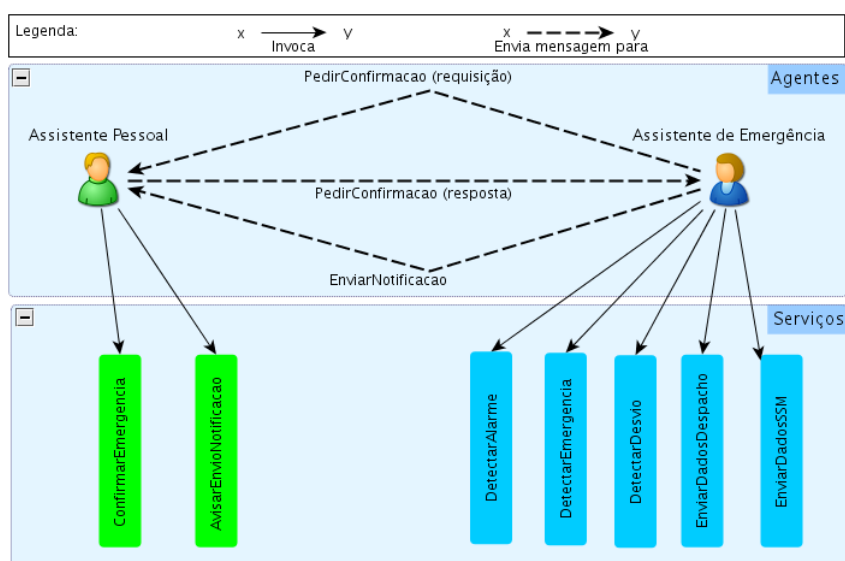 Legenda:
x
y
Invoca
x
y
Envia mensagem para
Agentes
PedirConfirmacao (requisição)
Assistente Pessoal
Assistente de Emergência
PedirConfirmacao (resposta)
EnviarNotificacao
Serviços
ConfirmarEmergencia
AvisarEnvioNotificacao
DetectarAlarme
DetectarEmergencia
DetectarDesvio
EnviarDadosDespacho
EnviarDadosSSM